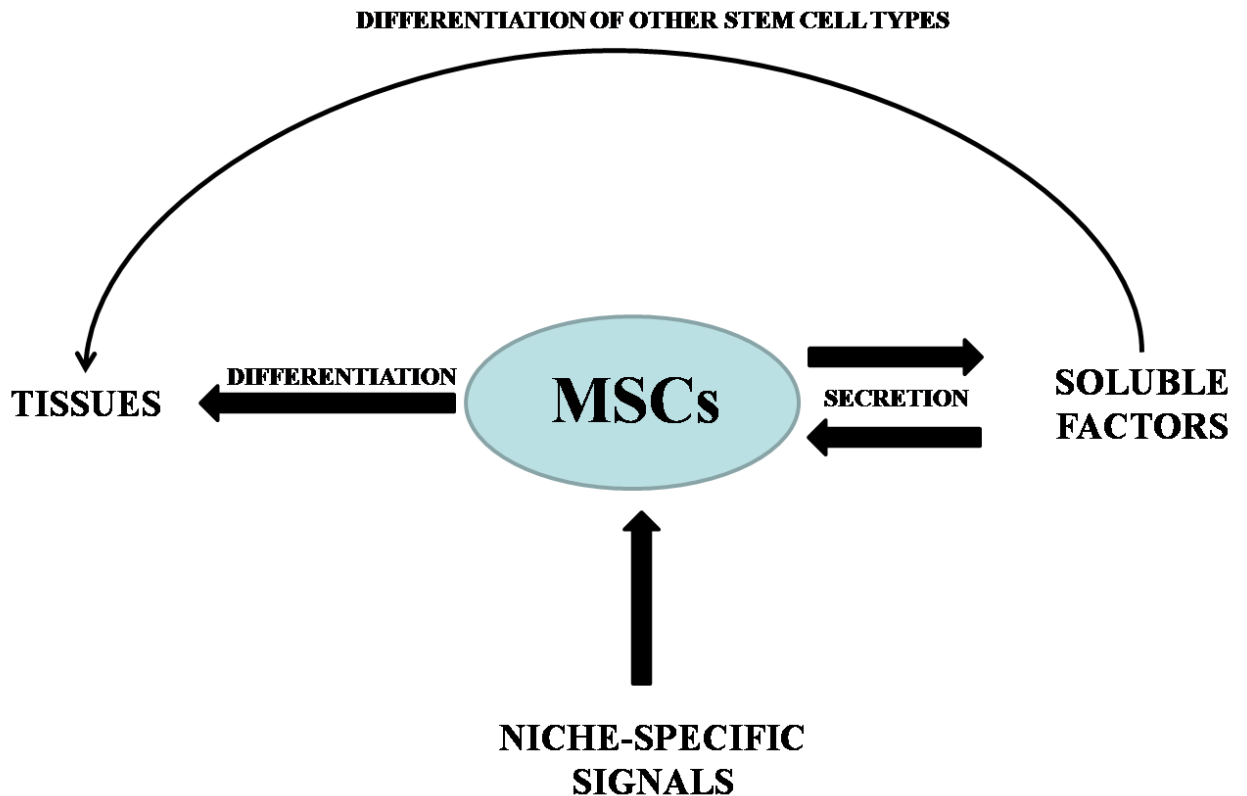 DIFFERENTIATION OF OTHER STEM CELL TYPES
DIFFERENTIATION
TISSUES
MSCs
SECRETION
SOLUBLE
FACTORS
NICHE-SPECIFIC
SIGNALS